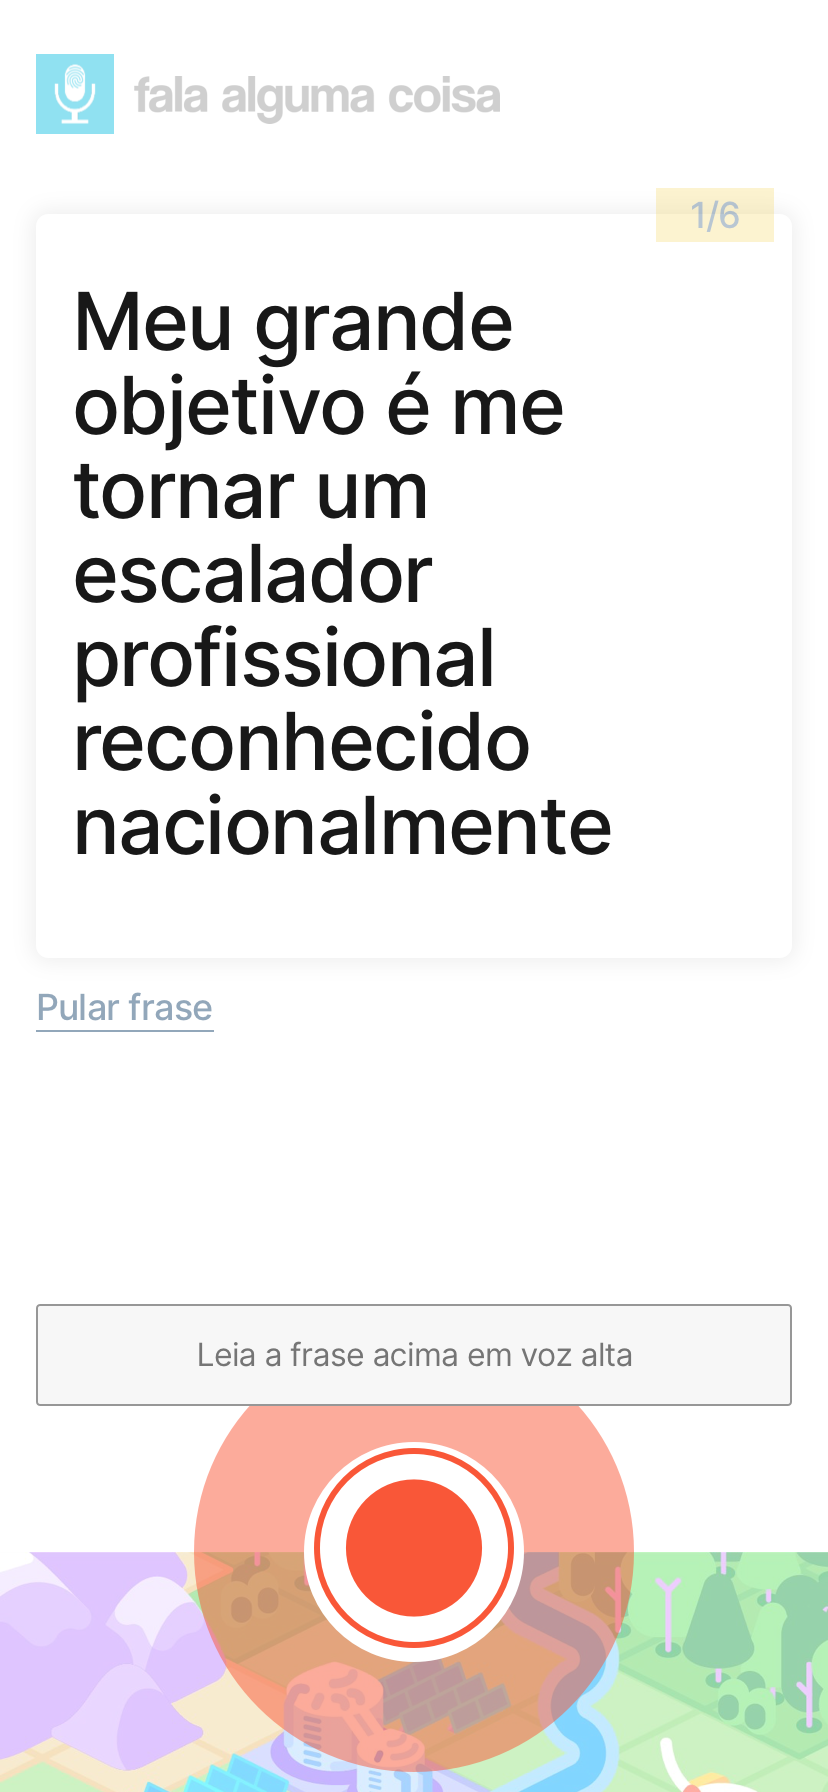 fala alguma coisa
1/6
Meu grande
objetivo é me
tornar um
escalador
profissional
reconhecido
nacionalmente
Pular frase
Leia a frase acima em voz alta